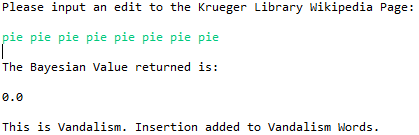 Please input an edit to the Krueger Library Wikipedia Page:
pie pie pie pie pie pie pie pie
The Bayesian Value returned is:
0.0
This is Vandalism. Insertion added to Vandalism Words.